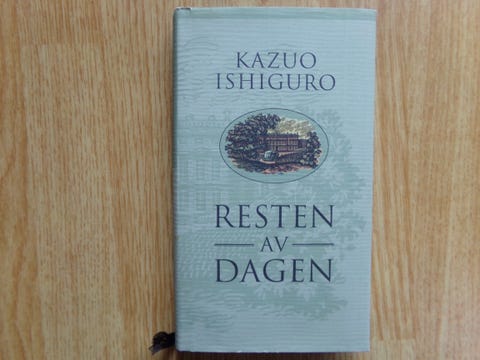 KAZUO
ISHIGURO
RESTEN
AV
DAGEN